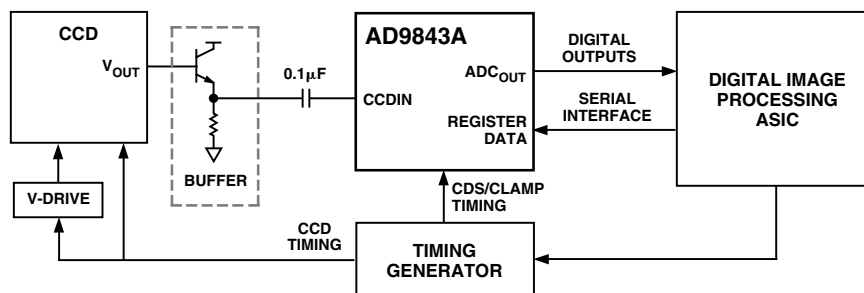 CCD
V_OUT
BUFFER
0.1μF
AD9843A
CCDIN
ADC_OUT
REGISTER
DATA
DIGITAL
OUTPUTS
SERIAL
INTERFACE
DIGITAL IMAGE
PROCESSING
ASIC
V-DRIVE
CCD
TIMING
CDS/CLAMP
TIMING
TIMING
GENERATOR